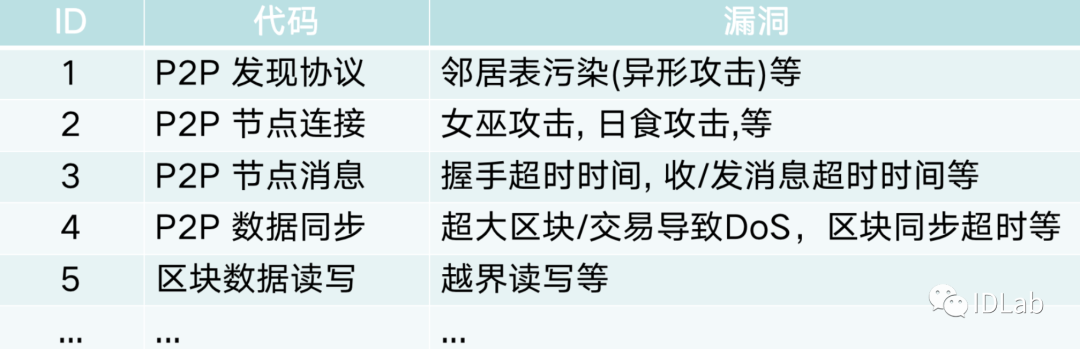 ID 代码 漏洞
1 P2P 发现协议 邻居表污染(异形攻击)等
2 P2P 节点连接 女巫攻击, 日食攻击,等
3 P2P 节点消息 握手超时时间, 收/发消息超时时间等
4 P2P 数据同步 超大区块/交易导致DoS，区块同步超时等
5 区块数据读写 越界读写等
... ... ...
IDLab